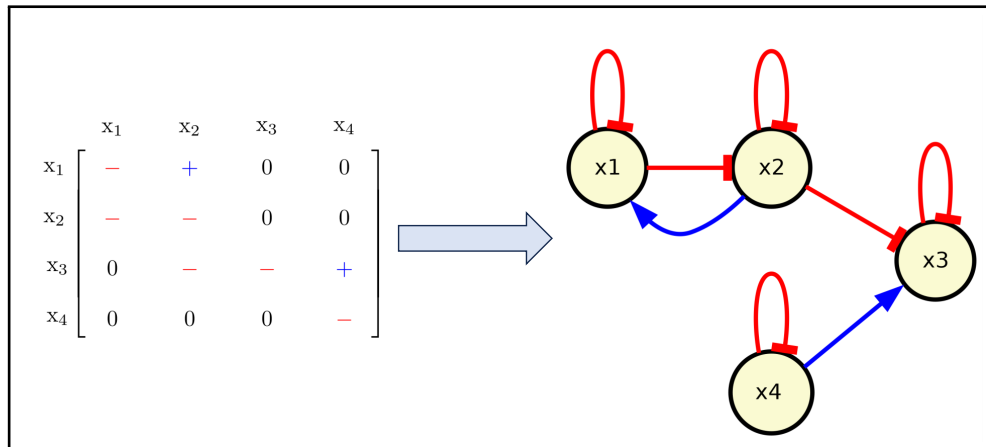 x₁ x₂ x₃ x₄
x₁ − + 0 0
x₂ − − 0 0
x₃ 0 − − +
x₄ 0 0 0 −
x1 x2
x3
x4